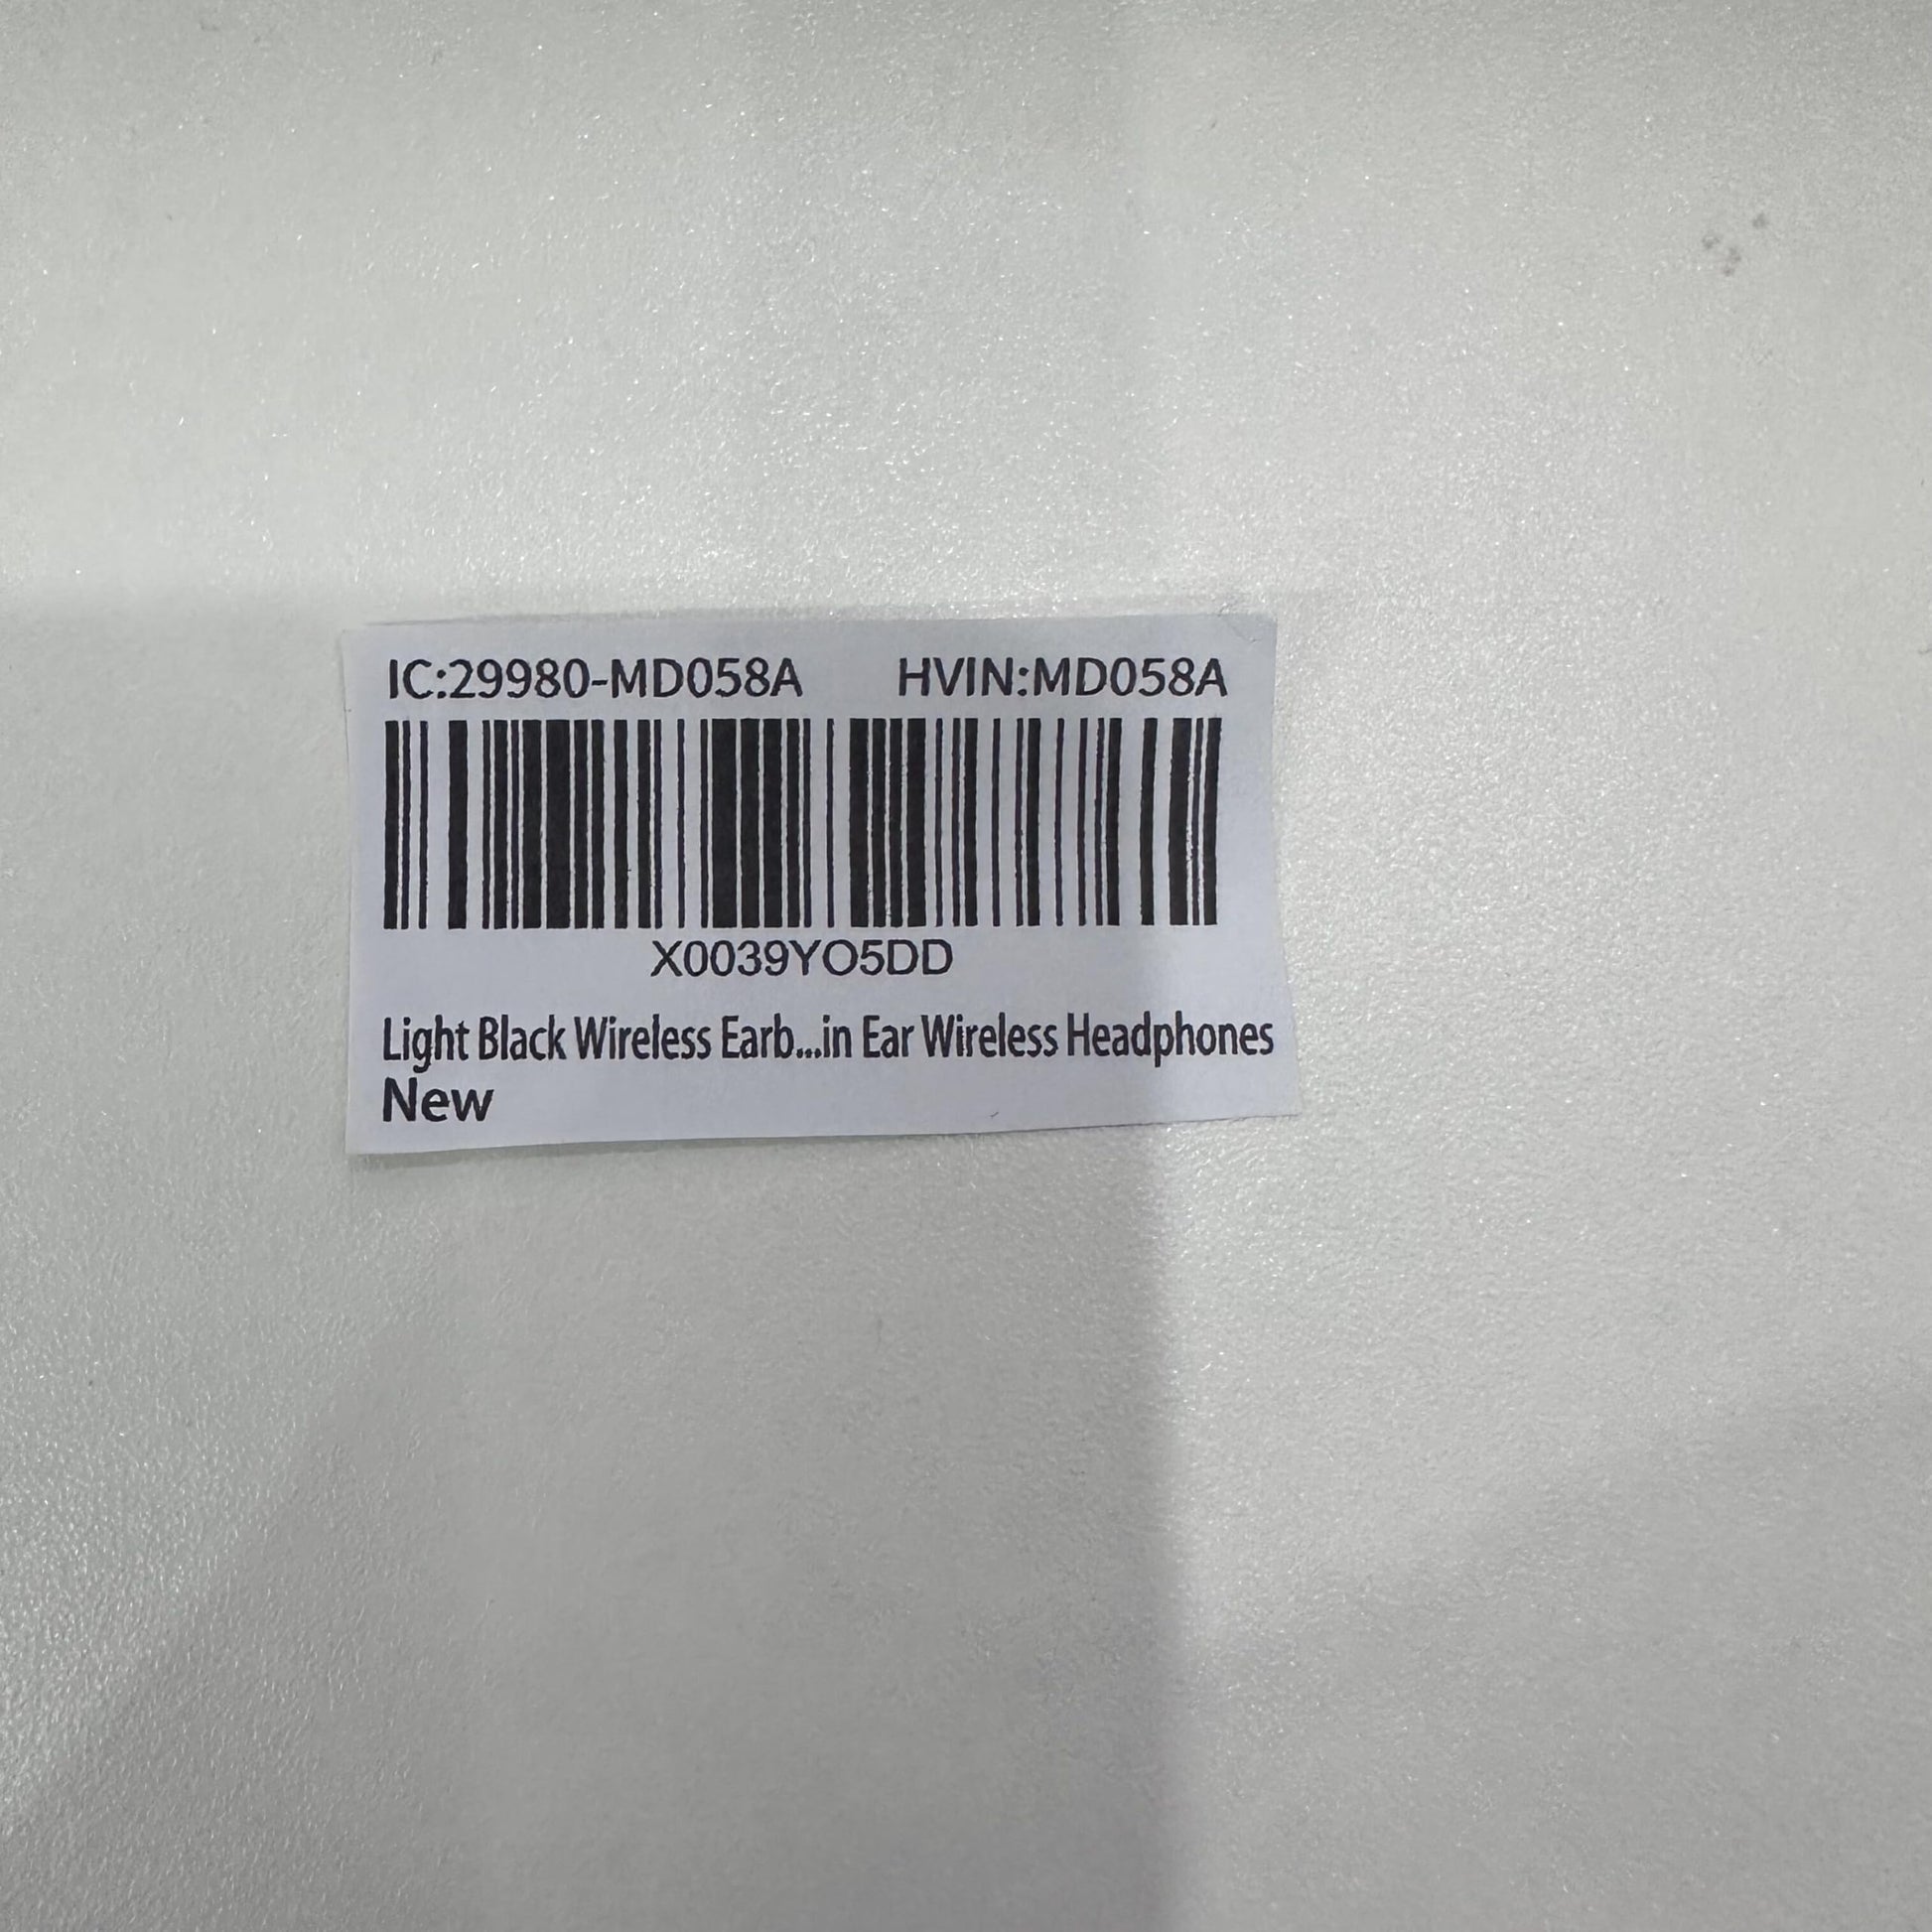 IC:29980-MD058A HVIN:MD058A
X0039YO5DD
Light Black Wireless Earb...in Ear Wireless Headphones
New